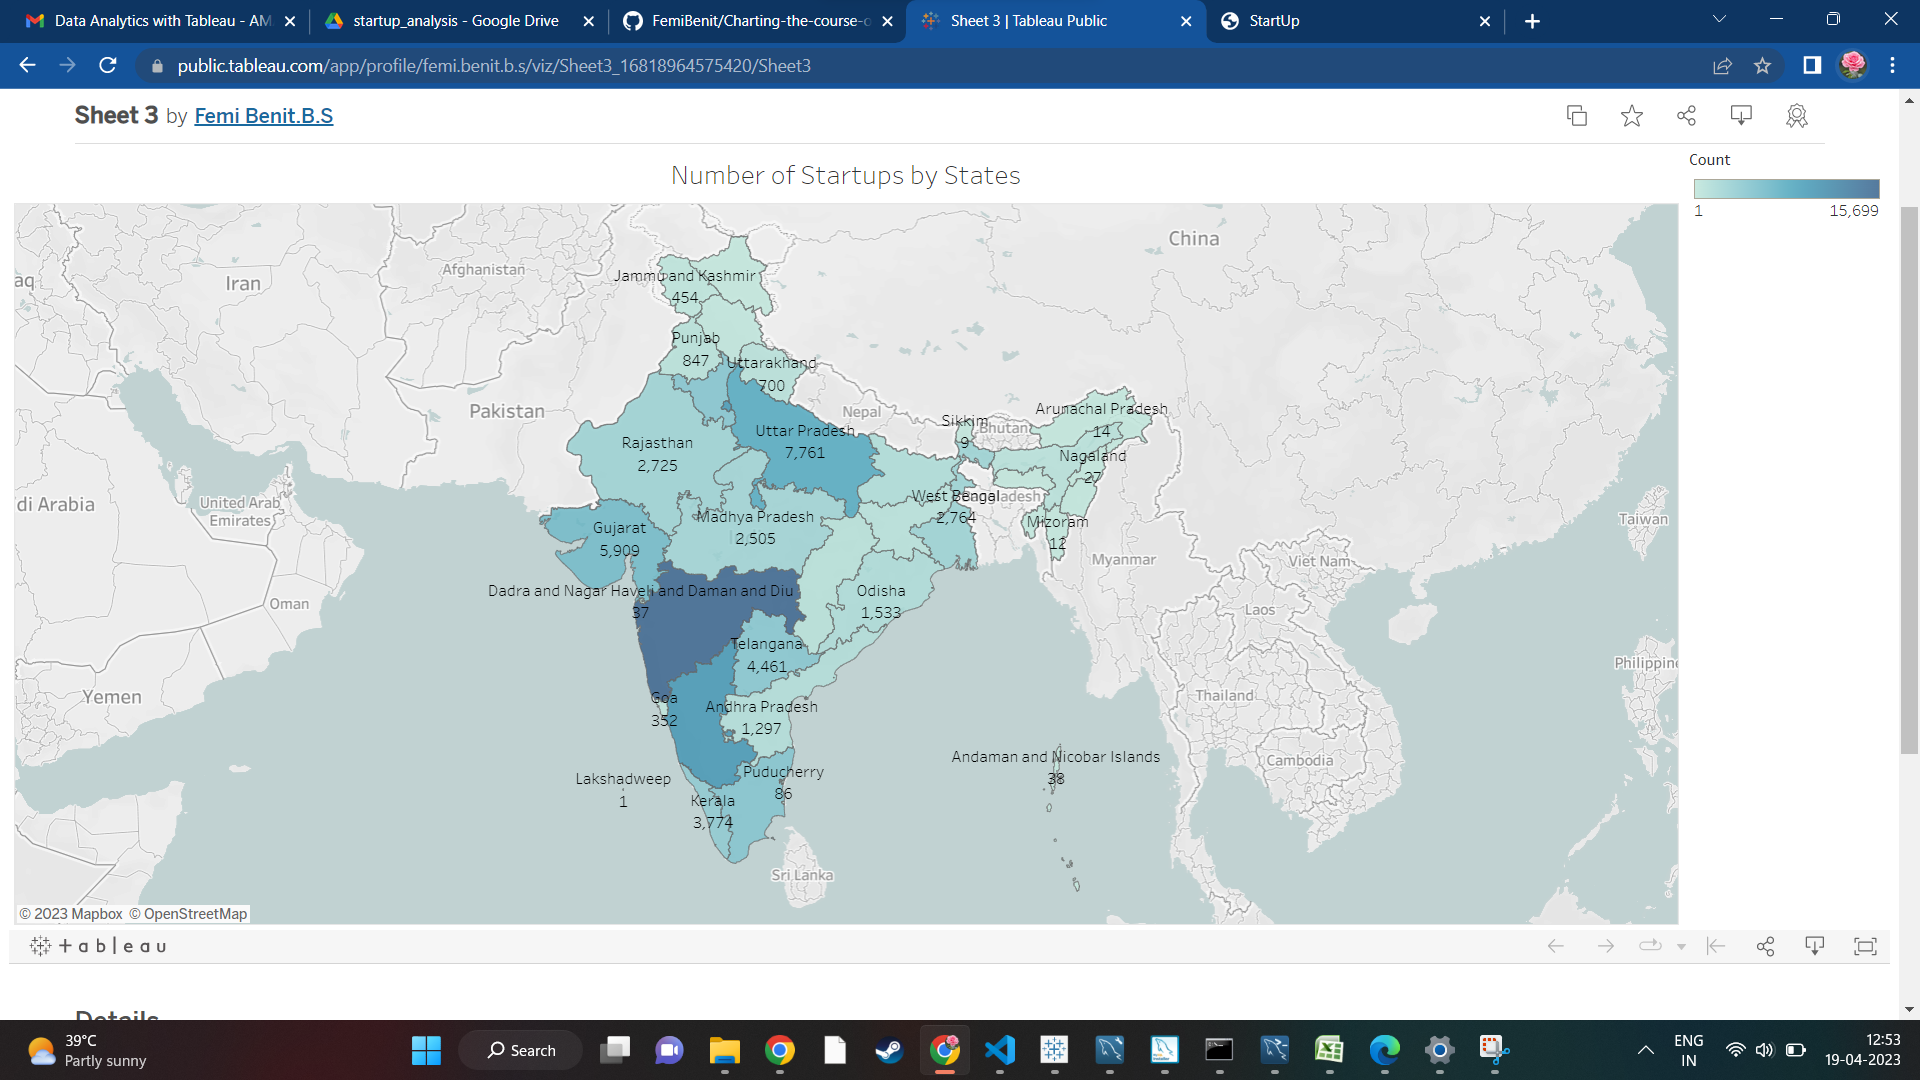 Data Analytics with Tableau - AM
startup_analysis - Google Drive
FemiBenit/Charting-the-course-o
Sheet 3 | Tableau Public
StartUp
public.tableau.com/app/profile/femi.benit.b.s/viz/Sheet3_16818964575420/Sheet3
Sheet 3 by Femi Benit.B.S
Number of Startups by States
Count
1
15,699
China
Afghanistan
Iran
aq
Jammu and Kashmir
454
Punjab
847
Uttarakhand
700
Pakistan
Nepal
Bhutan
Sikkim
9
Arunachal Pradesh
14
Nagaland
27
Uttar Pradesh
7,761
Rajasthan
2,725
di Arabia
United Arab
Emirates
West Bengal
2,764
adesh
Madhya Pradesh
2,505
Gujarat
5,909
Mizoram
12
Taiwan
Myanmar
Viet Nam
Oman
Dadra and Nagar Haveli and Daman and Diu
37
Odisha
1,533
Laos
Telangana
4,461
Philippine
Yemen
Thailand
Goa
352
Andhra Pradesh
1,297
Andaman and Nicobar Islands
38
Cambodia
Lakshadweep
1
Puducherry
86
Kerala
3,774
Sri Lanka
© 2023 Mapbox © OpenStreetMap
+ableau
Details
39°C
Partly sunny
Search
ENG
IN
12:53
19-04-2023